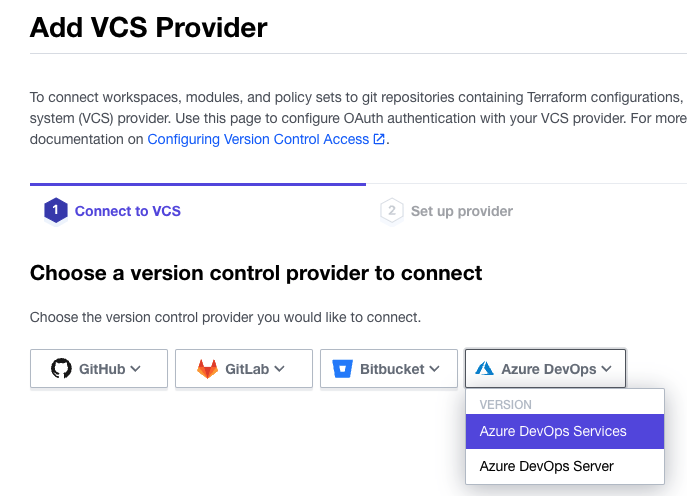 Add VCS Provider
To connect workspaces, modules, and policy sets to git repositories containing Terraform configurations,
system (VCS) provider. Use this page to configure OAuth authentication with your VCS provider. For more
documentation on Configuring Version Control Access.
1 Connect to VCS
2 Set up provider
Choose a version control provider to connect
Choose the version control provider you would like to connect.
GitHub
GitLab
Bitbucket
Azure DevOps
VERSION
Azure DevOps Services
Azure DevOps Server